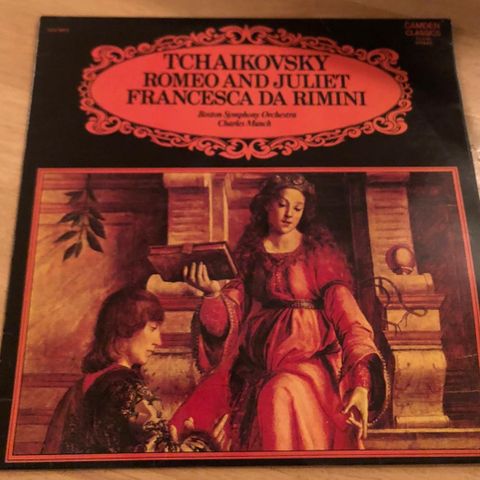 CAMDEN
CLASSICS
TCHAIKOVSKY
ROMEO AND JULIET
FRANCESCA DA RIMINI
Boston Symphony Orchestra
Charles Munch